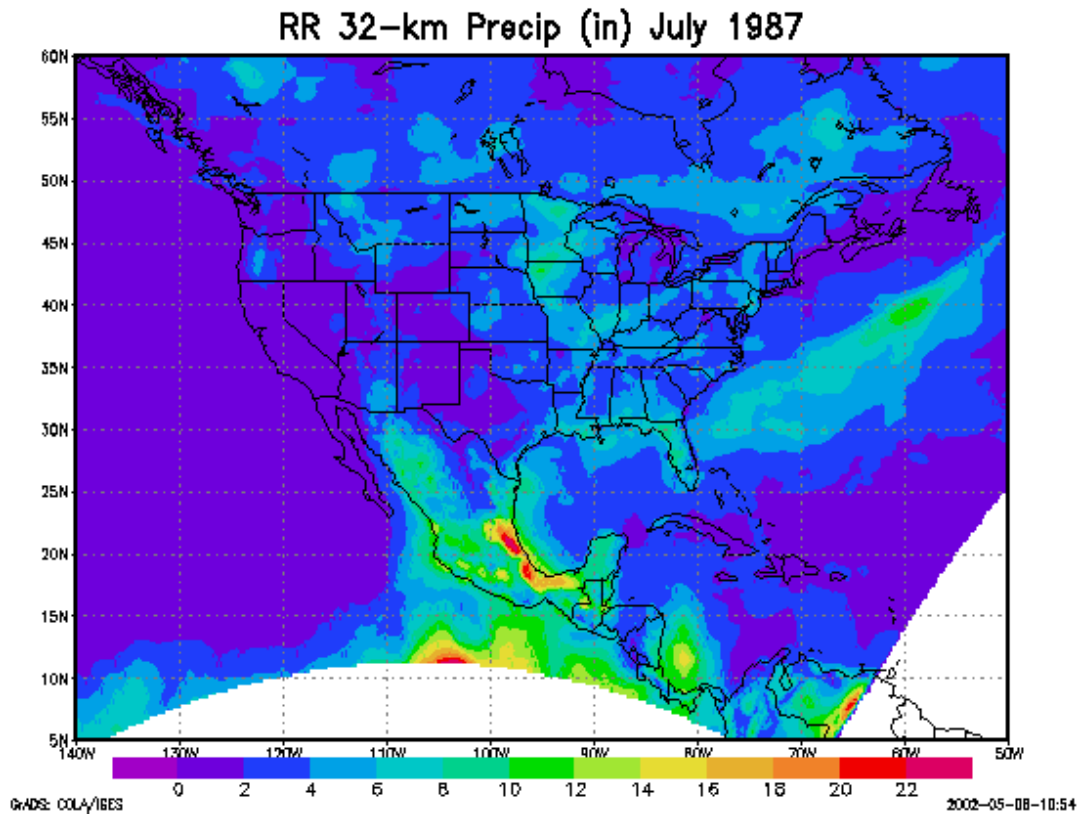 RR 32-km Precip (in) July 1987
60N
55N
50N
45N
40N
35N
30N
25N
20N
15N
10N
5N
140W 130W 120W 110W 100W 90W 80W 70W 60W 50W
0 2 4 6 8 10 12 14 16 18 20 22
GrADS: COLA/IGES 2002-05-08-10:54